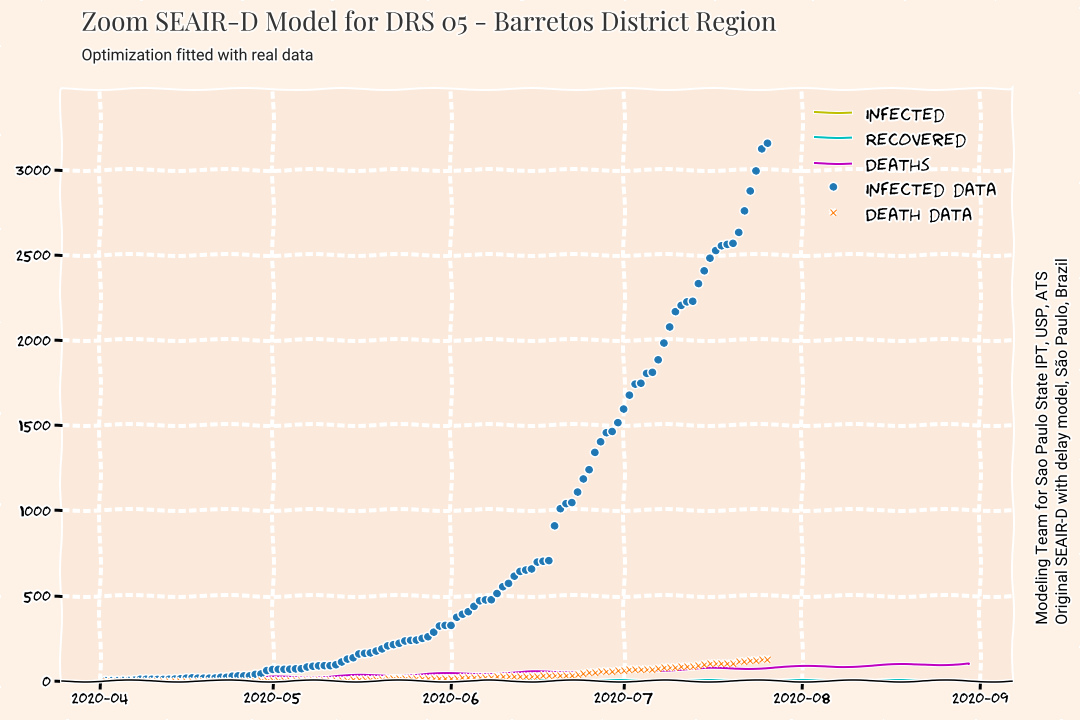 Zoom SEAIR-D Model for DRS 05 - Barretos District Region
Optimization fitted with real data
INFECTED
RECOVERED
DEATHS
INFECTED DATA
DEATH DATA
3000
2500
2000
1500
1000
500
0
2020-04
2020-05
2020-06
2020-07
2020-08
2020-09
Modeling Team for Sao Paulo State IPT, USP, ATS
Original SEAIR-D with delay model, São Paulo, Brazil